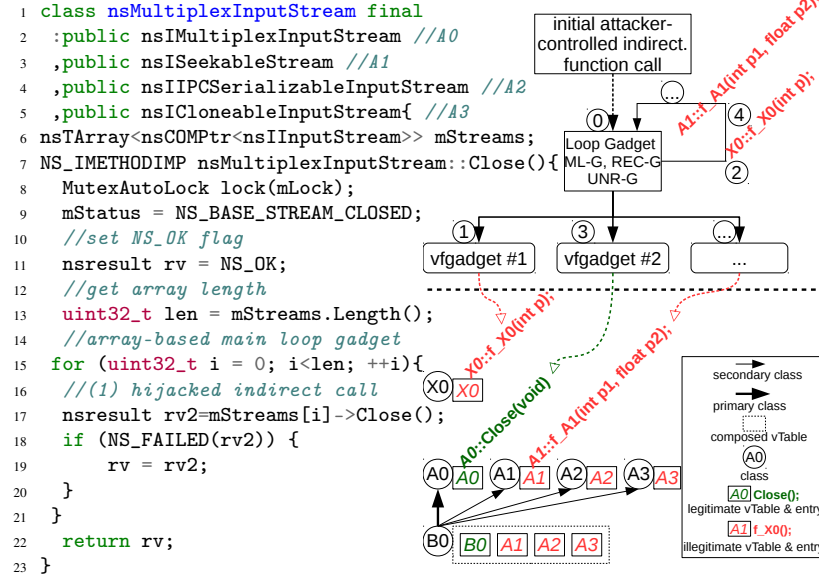 1 class nsMultiplexInputStream final
2 :public nsIMultiplexInputStream //A0
3 ,public nsISeekableStream //A1
4 ,public nsIIPCSerializableInputStream //A2
5 ,public nsICloneableInputStream{ //A3
6 nsTArray<nsCOMPtr<nsIInputStream>> mStreams;
7 NS_IMETHODIMP nsMultiplexInputStream::Close(){
8 MutexAutoLock lock(mLock);
9 mStatus = NS_BASE_STREAM_CLOSED;
10 //set NS_OK flag
11 nsresult rv = NS_OK;
12 //get array length
13 uint32_t len = mStreams.Length();
14 //array-based main loop gadget
15 for (uint32_t i = 0; i<len; ++i){
16 //(1) hijacked indirect call
17 nsresult rv2=mStreams[i]->Close();
18 if (NS_FAILED(rv2)) {
19 rv = rv2;
20 }
21 }
22 return rv;
23 }
initial attacker-
controlled indirect.
function call
A1::f_A1(int p1, float p2);
X0::f_X0(int p);
...
0
4
2
Loop Gadget
ML-G, REC-G
UNR-G
1
3
...
vfgadget #1
vfgadget #2
...
X0::f_X0(int p);
A0::Close(void)
A1::f_A1(int p1, float p2);
X0 X0
A0 A0
A1 A1
A2 A2
A3 A3
B0
B0 A1 A2 A3
secondary class
primary class
composed vTable
A0
class
A0 Close();
legitimate vTable & entry
A1 f_X0();
illegitimate vTable & entry